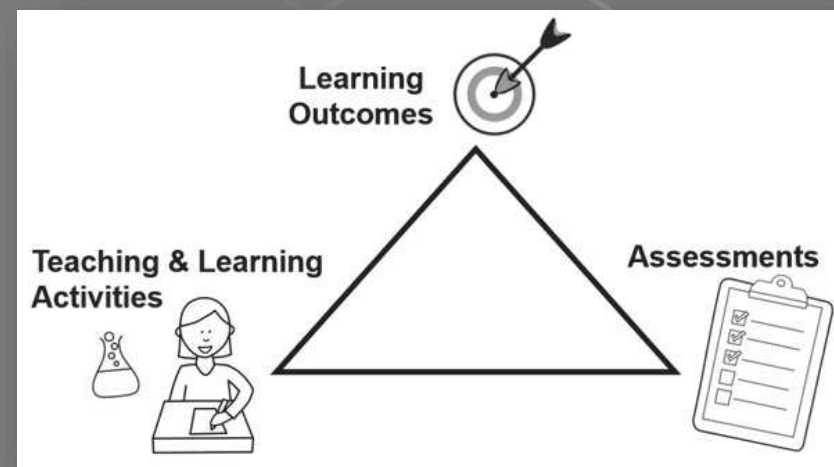 Learning
Outcomes
Teaching & Learning
Activities
Assessments